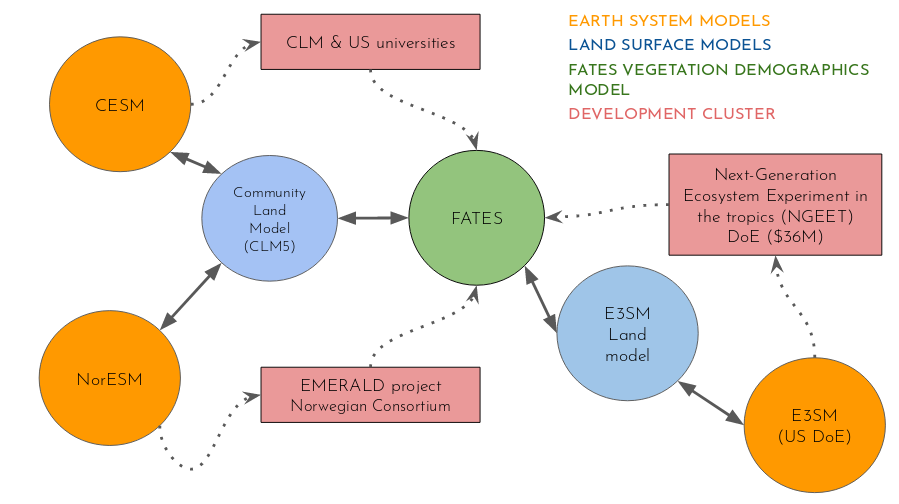 EARTH SYSTEM MODELS
LAND SURFACE MODELS
FATES VEGETATION DEMOGRAPHICS
MODEL
DEVELOPMENT CLUSTER
CLM & US universities
CESM
Community
Land
Model
(CLM5)
FATES
Next-Generation
Ecosystem Experiment in
the tropics (NGEET)
DoE ($36M)
E3SM
Land
model
NorESM
EMERALD project
Norwegian Consortium
E3SM
(US DoE)